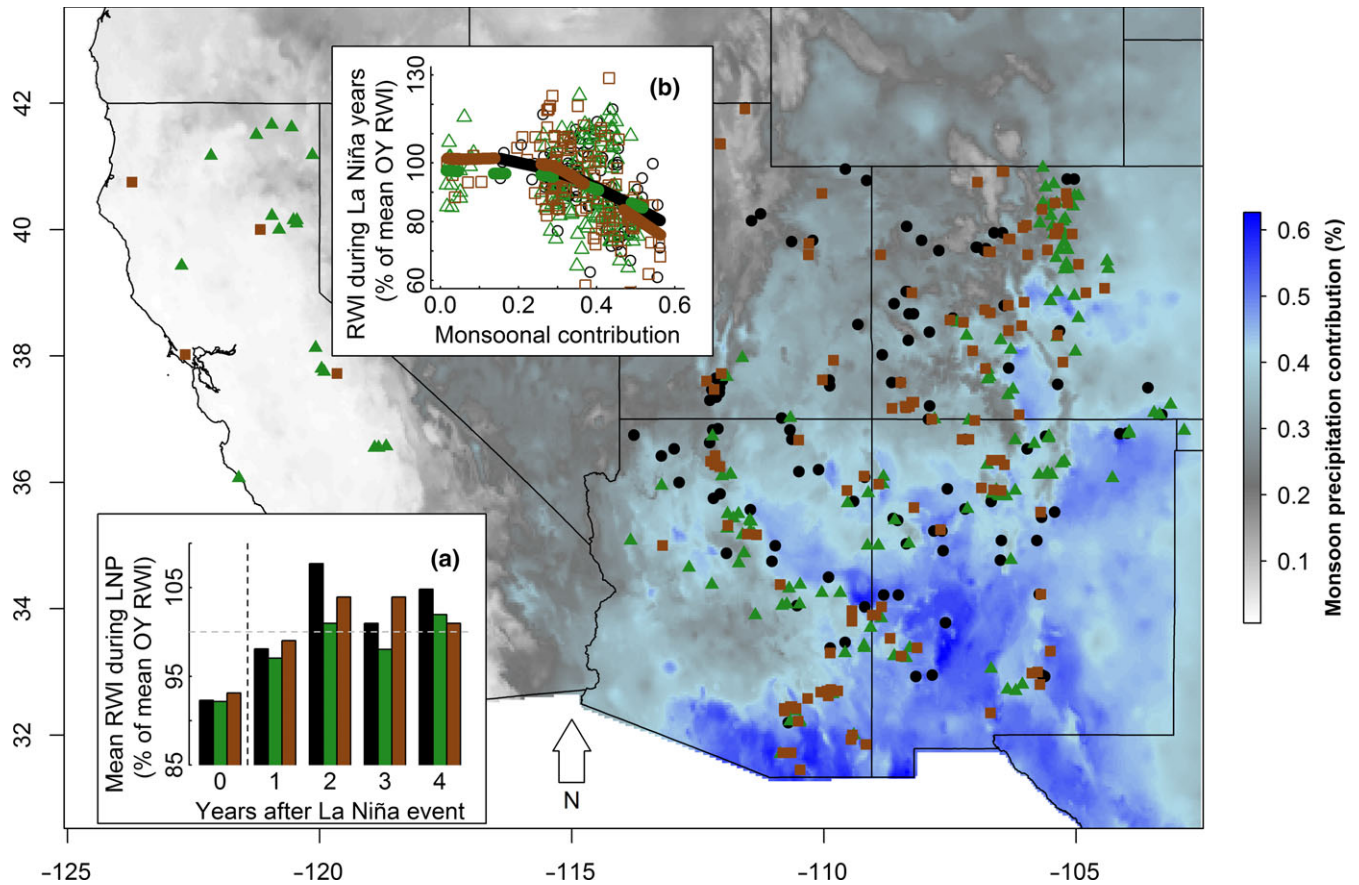 42
40
38
36
34
32
−125
−120
−115
−110
−105
(b)
RWI during La Niña years
(% of mean OY RWI)
60
80
100
130
0.0
0.2
0.4
0.6
Monsoonal contribution
(a)
Mean RWI during LNP
(% of mean OY RWI)
85
95
105
0 1 2 3 4
Years after La Niña event
N
Monsoon precipitation contribution (%)
0.6
0.5
0.4
0.3
0.2
0.1